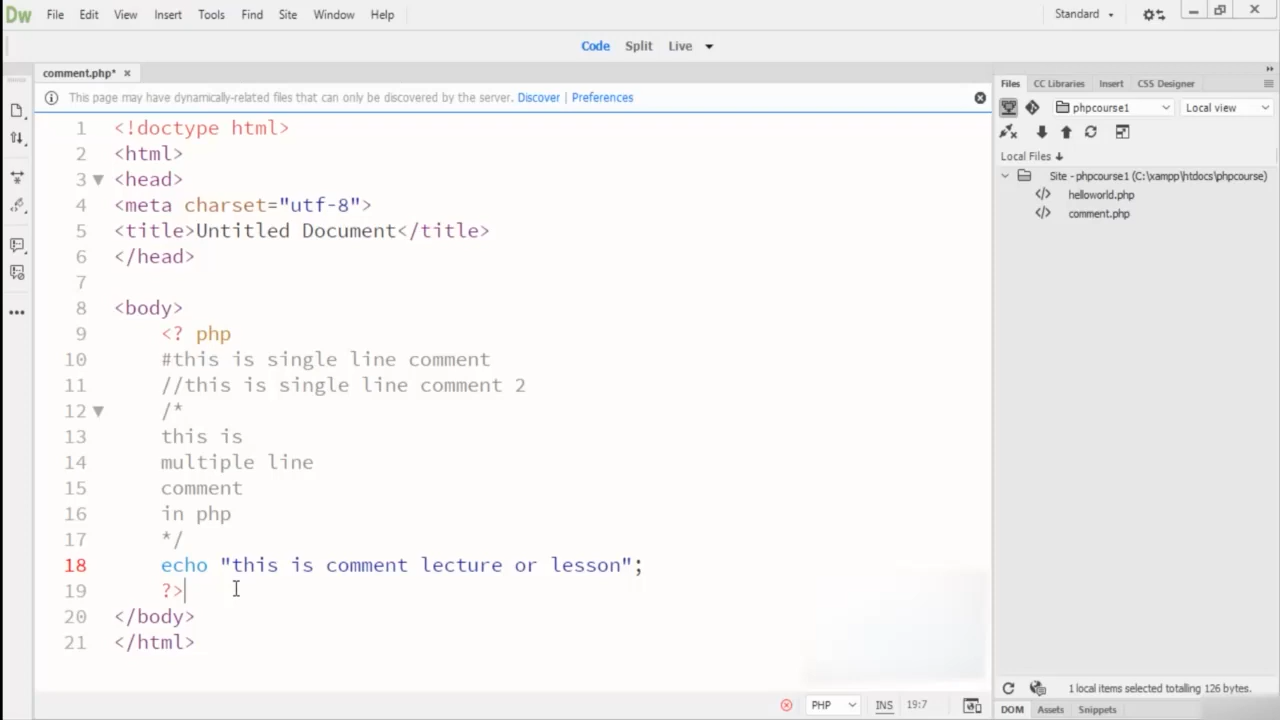 Dw File Edit View Insert Tools Find Site Window Help Standard
Code Split Live
comment.php* ×
This page may have dynamically-related files that can only be discovered by the server. Discover Preferences
1 <!doctype html>
2 <html>
3 <head>
4 <meta charset="utf-8">
5 <title>Untitled Document</title>
6 </head>
7
8 <body>
9 <? php
10 #this is single line comment
11 //this is single line comment 2
12 /*
13 this is
14 multiple line
15 comment
16 in php
17 */
18 echo "this is comment lecture or lesson";
19 ?>
20 </body>
21 </html>
PHP INS 19:7
Files CC Libraries Insert CSS Designer
phpcourse1 Local view
Local Files
Site - phpcourse1 (C:\xampp\htdocs\phpcourse)
helloworld.php
comment.php
1 local items selected totalling 126 bytes.
DOM Assets Snippets